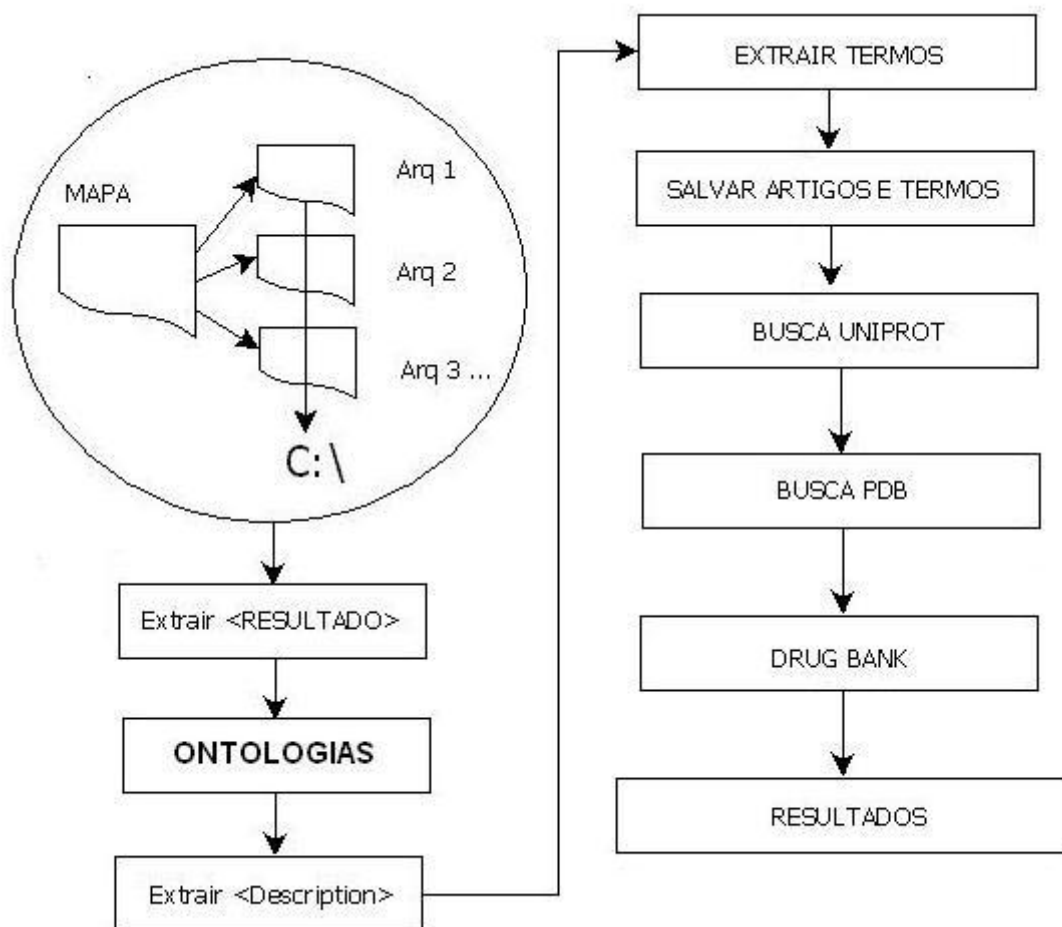 MAPA
Arq 1
Arq 2
Arq 3 ...
C:\
Extrair <RESULTADO>
ONTOLOGIAS
Extrair <Description>
EXTRAIR TERMOS
SALVAR ARTIGOS E TERMOS
BUSCA UNIPROT
BUSCA PDB
DRUG BANK
RESULTADOS